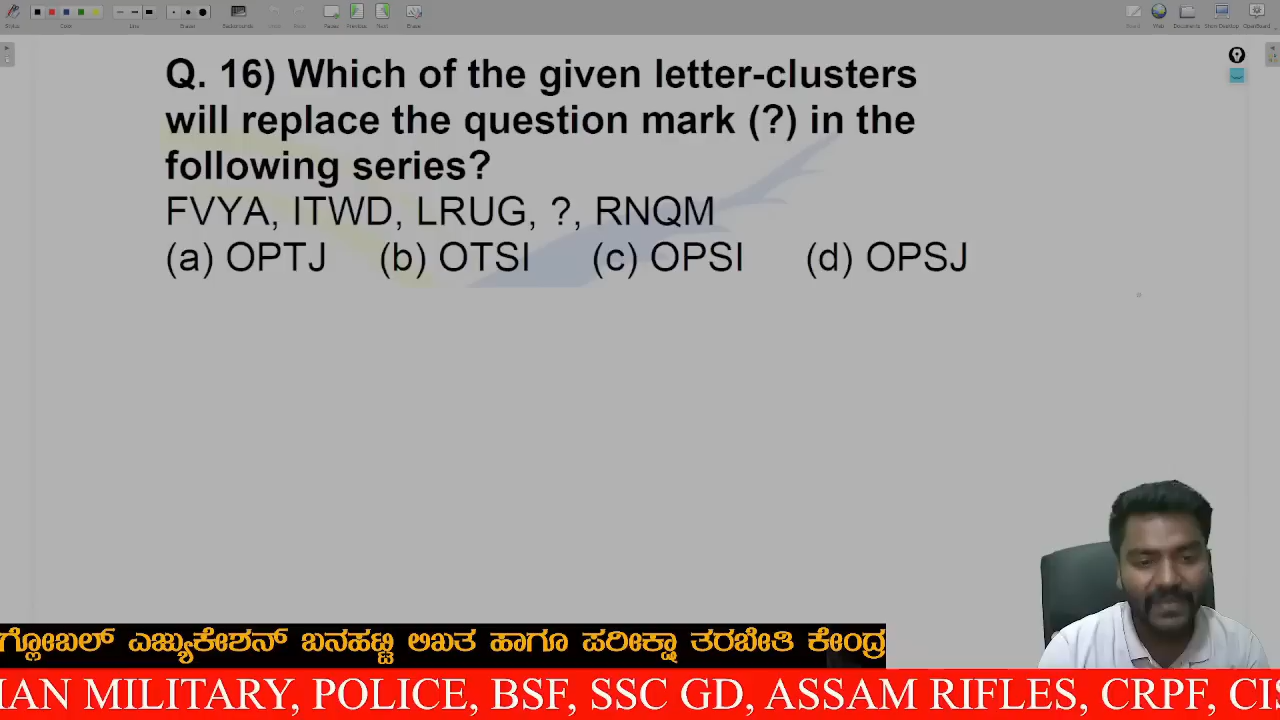 Q. 16) Which of the given letter-clusters
will replace the question mark (?) in the
following series?
FVYA, ITWD, LRUG, ?, RNQM
(a) OPTJ (b) OTSI (c) OPSI (d) OPSJ
ಗ್ಲೋಬಲ್ ಎಜ್ಯುಕೇಶನ್ ಬನಹಟ್ಟಿ ಲಿಖಿತ ಹಾಗೂ ಪರೀಕ್ಷಾ ತರಬೇತಿ ಕೇಂದ್ರ
IAN MILITARY, POLICE, BSF, SSC GD, ASSAM RIFLES, CRPF, CIS